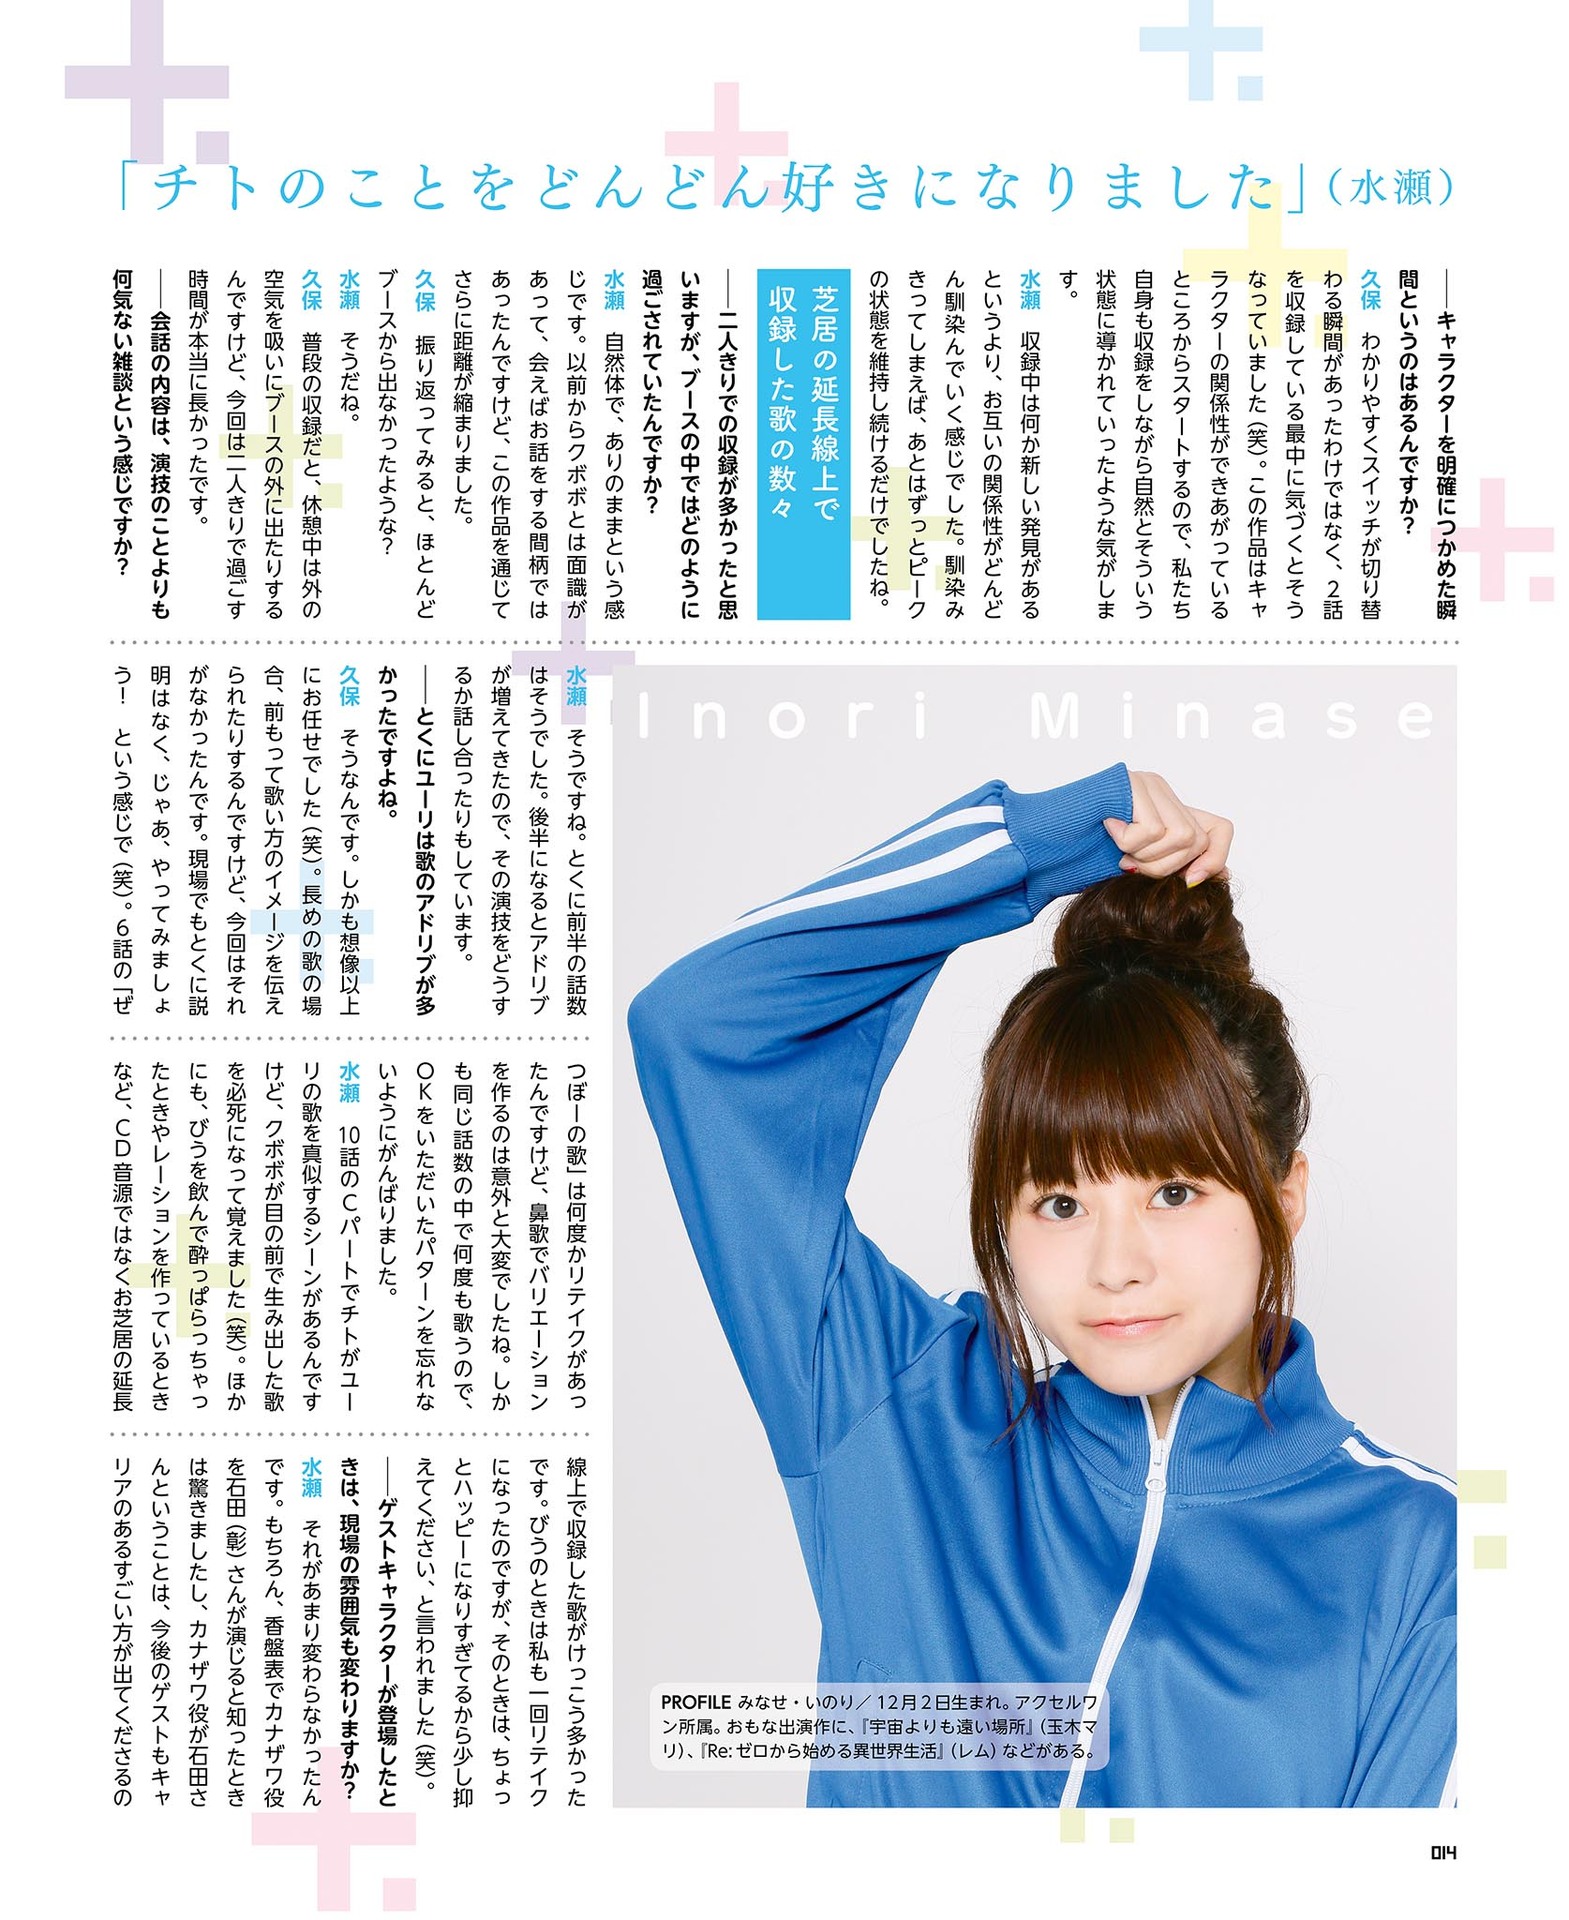 「チトのことをどんどん好きになりました」（水瀬）
――キャラクターを明確につかめた瞬
間というのはあるんですか？
久保　わかりやすくスイッチが切り替
わる瞬間があったわけではなく、2話
を収録している最中に気づくとそう
なっていました（笑）。この作品はキャ
ラクターの関係性ができあがっている
ところからスタートするので、私たち
自身も収録をしながら自然とそういう
状態に導かれていったような気がしま
す。
水瀬　収録中は何か新しい発見がある
というより、お互いの関係性がどんど
ん馴染んでいく感じでした。馴染み
きってしまえば、あとはずっとピーク
の状態を維持し続けるだけでしたね。
芝居の延長線上で
収録した歌の数々
――二人きりでの収録が多かったと思
いますが、ブースの中ではどのように
過ごされていたんですか？
水瀬　自然体で、ありのままという感
じです。以前からクボボとは面識が
あって、会えばお話をする間柄では
あったんですけど、この作品を通じて
さらに距離が縮まりました。
久保　振り返ってみると、ほとんど
ブースから出なかったような？
水瀬　そうだね。
久保　普段の収録だと、休憩中は外の
空気を吸いにブースの外に出たりする
んですけど、今回は二人きりで過ごす
時間が本当に長かったです。
――会話の内容は、演技のことよりも
何気ない雑談という感じですか？
水瀬　そうですね。とくに前半の話数
はそうでした。後半になるとアドリブ
が増えてきたので、その演技をどうす
るか話し合ったりもしています。
――とくにユーリは歌のアドリブが多
かったですよね。
久保　そうなんです。しかも想像以上
にお任せでした（笑）。長めの歌の場
合、前もって歌い方のイメージを伝え
られたりするんですけど、今回はそれ
がなかったんです。現場でもとくに説
明はなく、じゃあ、やってみましょ
う！　という感じで（笑）。6話の「ぜ
つぼーの歌」は何度かリテイクがあっ
たんですけど、鼻歌でバリエーション
を作るのは意外と大変でしたね。しか
も同じ話数の中で何度も歌うので、
OKをいただいたパターンを忘れな
いようにがんばりました。
水瀬　10話のCパートでチトがユー
リの歌を真似するシーンがあるんです
けど、クボボが目の前で生み出した歌
を必死になって覚えました（笑）。ほか
にも、びうを飲んで酔っぱらっちゃっ
たときやレーションを作っているとき
など、CD音源ではなくお芝居の延長
線上で収録した歌がけっこう多かった
です。びうのときは私も一回リテイク
になったのですが、そのときは、ちょっ
とハッピーになりすぎてるから少し抑
えてください、と言われました（笑）。
――ゲストキャラクターが登場したと
きは、現場の雰囲気も変わりますか？
水瀬　それがあまり変わらなかったん
です。もちろん、香盤表でカナザワ役
を石田（彰）さんが演じると知ったとき
は驚きましたし、カナザワ役が石田さ
んということは、今後のゲストもキャ
リアのあるすごい方が出てくださるの
Inori Minase
PROFILE みなせ・いのり／12月2日生まれ。アクセルワ
ン所属。おもな出演作に、『宇宙よりも遠い場所』（玉木マ
リ）、『Re:ゼロから始める異世界生活』（レム）などがある。
014